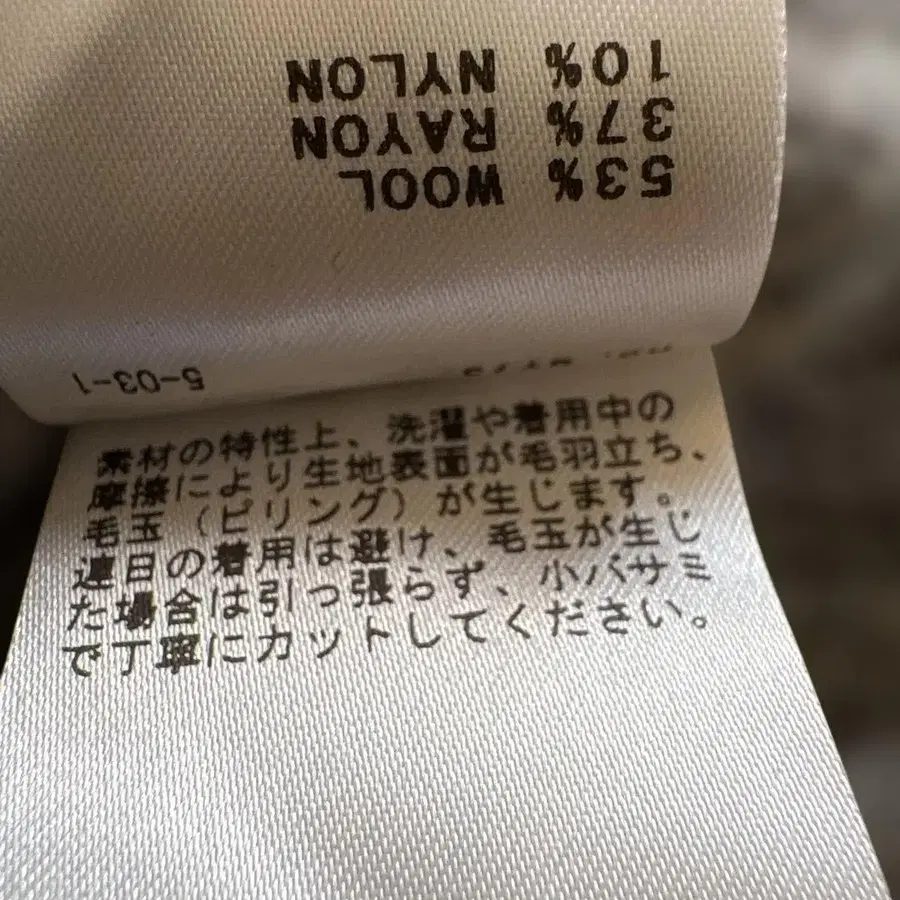 53% WOOL
37% RAYON
10% NYLON
5-03-1
素材の特性上、洗濯や着用中の
摩擦により生地表面が毛羽立ち、
毛玉（ピリング）が生じます。
連日の着用は避け、毛玉が生じ
た場合は引っ張らず、小バサミ
で丁寧にカットしてください。